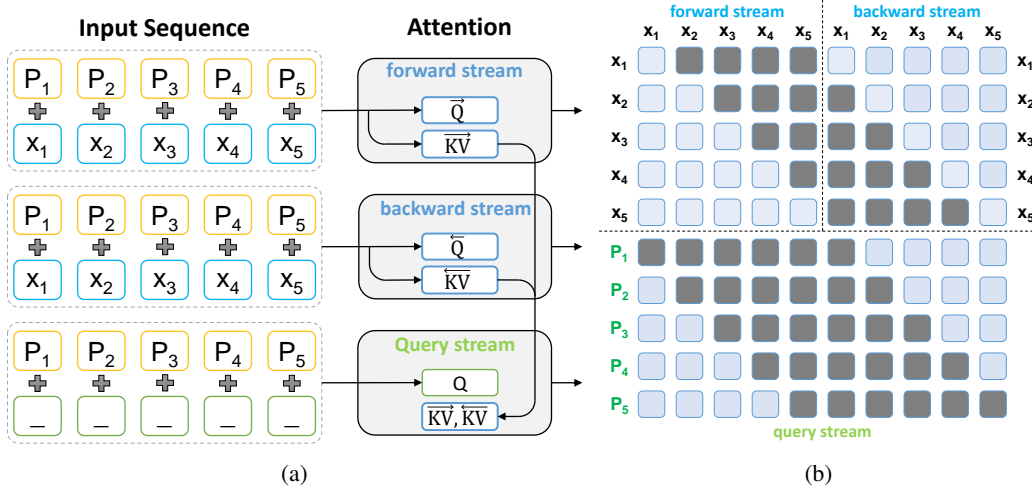 Input Sequence
Attention
P1 P2 P3 P4 P5
x1 x2 x3 x4 x5
forward stream
Q→
KV→
P1 P2 P3 P4 P5
x1 x2 x3 x4 x5
backward stream
Q←
KV←
P1 P2 P3 P4 P5
_ _ _ _ _
Query stream
Q
KV→, KV←
(a)
forward stream
backward stream
x1 x2 x3 x4 x5 x1 x2 x3 x4 x5
x1 x1
x2 x2
x3 x3
x4 x4
x5 x5
P1
P2
P3
P4
P5
query stream
(b)